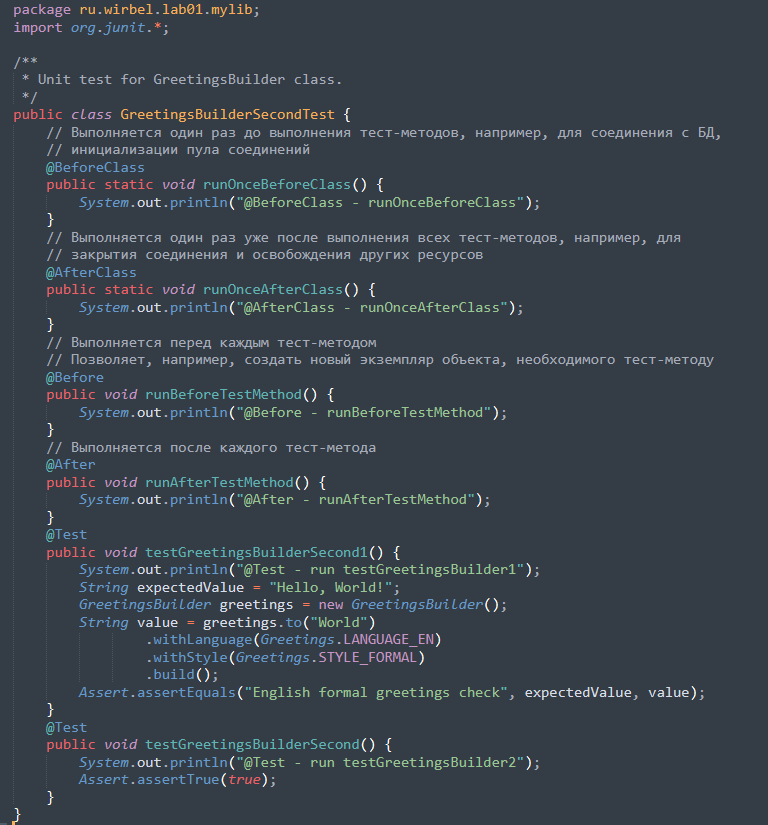 package ru.wirbel.lab01.mylib;
import org.junit.*;

/**
 * Unit test for GreetingsBuilder class.
 */
public class GreetingsBuilderSecondTest {
    // Выполняется один раз до выполнения тест-методов, например, для соединения с БД,
    // инициализации пула соединений
    @BeforeClass
    public static void runOnceBeforeClass() {
        System.out.println("@BeforeClass - runOnceBeforeClass");
    }
    // Выполняется один раз уже после выполнения всех тест-методов, например, для
    // закрытия соединения и освобождения других ресурсов
    @AfterClass
    public static void runOnceAfterClass() {
        System.out.println("@AfterClass - runOnceAfterClass");
    }
    // Выполняется перед каждым тест-методом
    // Позволяет, например, создать новый экземпляр объекта, необходимого тест-методу
    @Before
    public void runBeforeTestMethod() {
        System.out.println("@Before - runBeforeTestMethod");
    }
    // Выполняется после каждого тест-метода
    @After
    public void runAfterTestMethod() {
        System.out.println("@After - runAfterTestMethod");
    }
    @Test
    public void testGreetingsBuilderSecond1() {
        System.out.println("@Test - run testGreetingsBuilder1");
        String expectedValue = "Hello, World!";
        GreetingsBuilder greetings = new GreetingsBuilder();
        String value = greetings.to("World")
                .withLanguage(Greetings.LANGUAGE_EN)
                .withStyle(Greetings.STYLE_FORMAL)
                .build();
        Assert.assertEquals("English formal greetings check", expectedValue, value);
    }
    @Test
    public void testGreetingsBuilderSecond() {
        System.out.println("@Test - run testGreetingsBuilder2");
        Assert.assertTrue(true);
    }
}